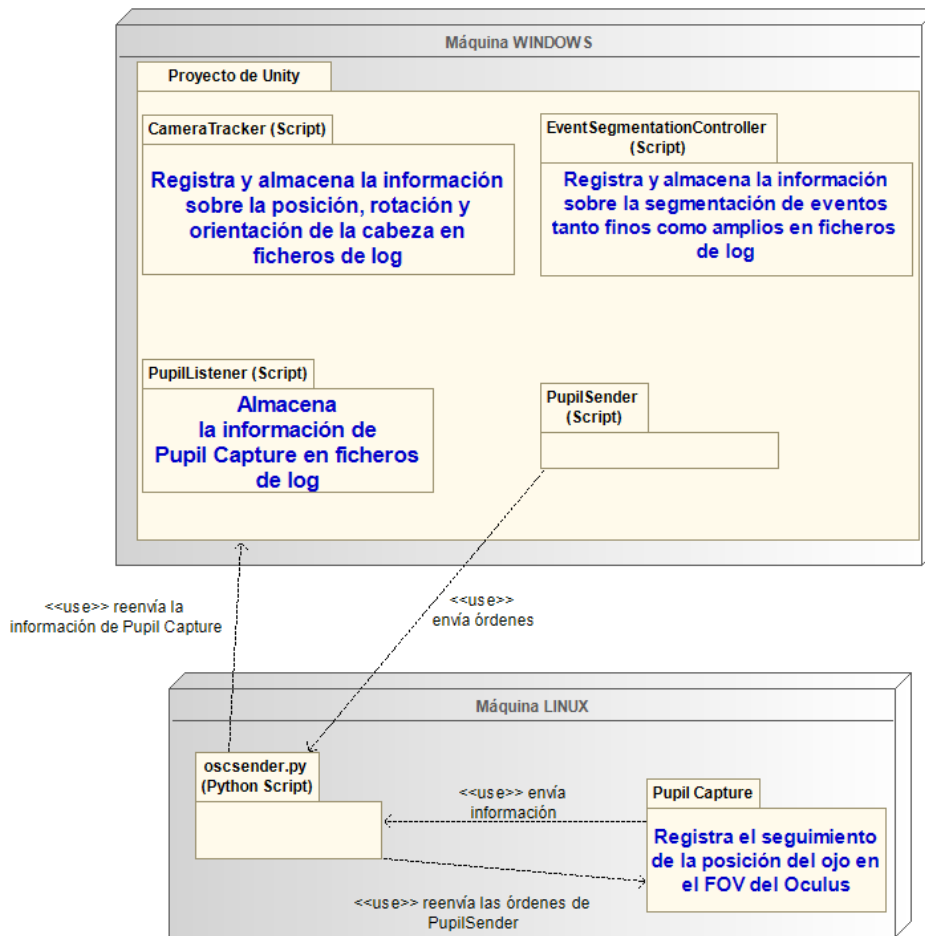 Máquina WINDOWS
Proyecto de Unity
CameraTracker (Script)
Registra y almacena la información
sobre la posición, rotación y
orientación de la cabeza en
ficheros de log
EventSegmentationController
(Script)
Registra y almacena la información
sobre la segmentación de eventos
tanto finos como amplios en ficheros
de log
PupilListener (Script)
Almacena
la información de
Pupil Capture en ficheros
de log
PupilSender
(Script)
<<use>> reenvía la
información de Pupil Capture
<<use>>
envía órdenes
Máquina LINUX
oscsender.py
(Python Script)
<<use>> envía
información
Pupil Capture
Registra el seguimiento
de la posición del ojo en
el FOV del Oculus
<<use>> reenvía las órdenes de
PupilSender